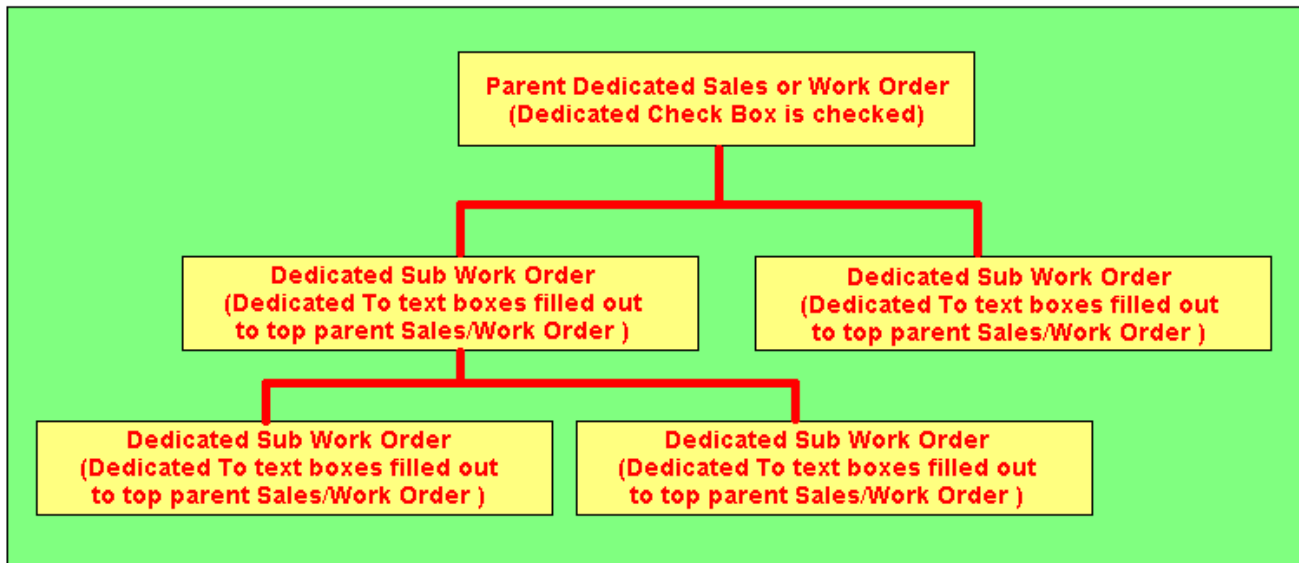 Parent Dedicated Sales or Work Order
(Dedicated Check Box is checked)
Dedicated Sub Work Order
(Dedicated To text boxes filled out
to top parent Sales/Work Order )
Dedicated Sub Work Order
(Dedicated To text boxes filled out
to top parent Sales/Work Order )
Dedicated Sub Work Order
(Dedicated To text boxes filled out
to top parent Sales/Work Order )
Dedicated Sub Work Order
(Dedicated To text boxes filled out
to top parent Sales/Work Order )